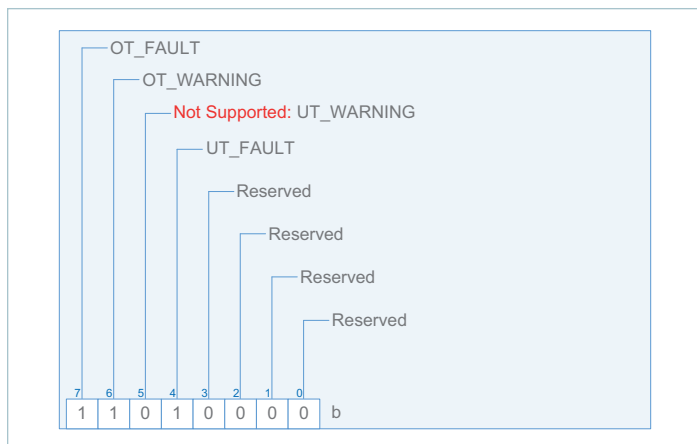 OT_FAULT
OT_WARNING
Not Supported: UT_WARNING
UT_FAULT
Reserved
Reserved
Reserved
Reserved
7 6 5 4 3 2 1 0
1 1 0 1 0 0 0 0 b